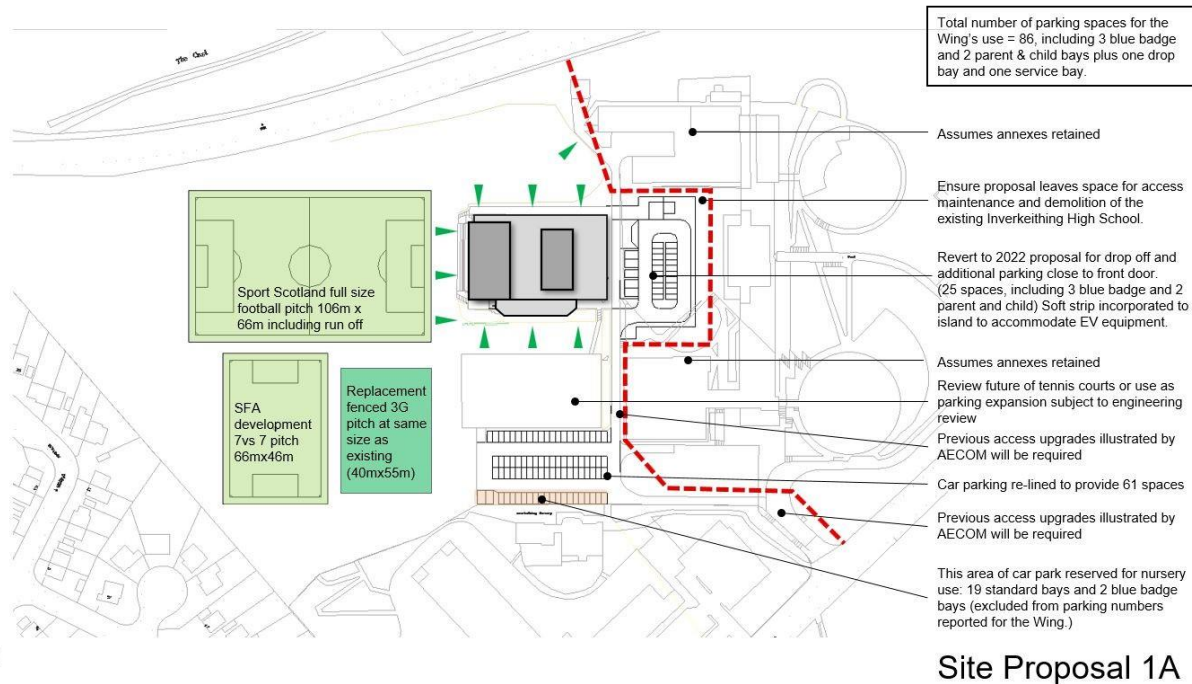 Total number of parking spaces for the
Wing's use = 86, including 3 blue badge
and 2 parent & child bays plus one drop
bay and one service bay.
The Coal
Assumes annexes retained
Ensure proposal leaves space for access
maintenance and demolition of the
existing Inverkeithing High School.
Revert to 2022 proposal for drop off and
additional parking close to front door.
(25 spaces, including 3 blue badge and 2
parent and child) Soft strip incorporated to
island to accommodate EV equipment.
Sport Scotland full size
football pitch 106m x
66m including run off
Assumes annexes retained
Review future of tennis courts or use as
parking expansion subject to engineering
review
SFA
development
7vs 7 pitch
66mx46m
Replacement
fenced 3G
pitch at same
size as
existing
(40mx55m)
Previous access upgrades illustrated by
AECOM will be required
Car parking re-lined to provide 61 spaces
Previous access upgrades illustrated by
AECOM will be required
This area of car park reserved for nursery
use: 19 standard bays and 2 blue badge
bays (excluded from parking numbers
reported for the Wing.)
Site Proposal 1A